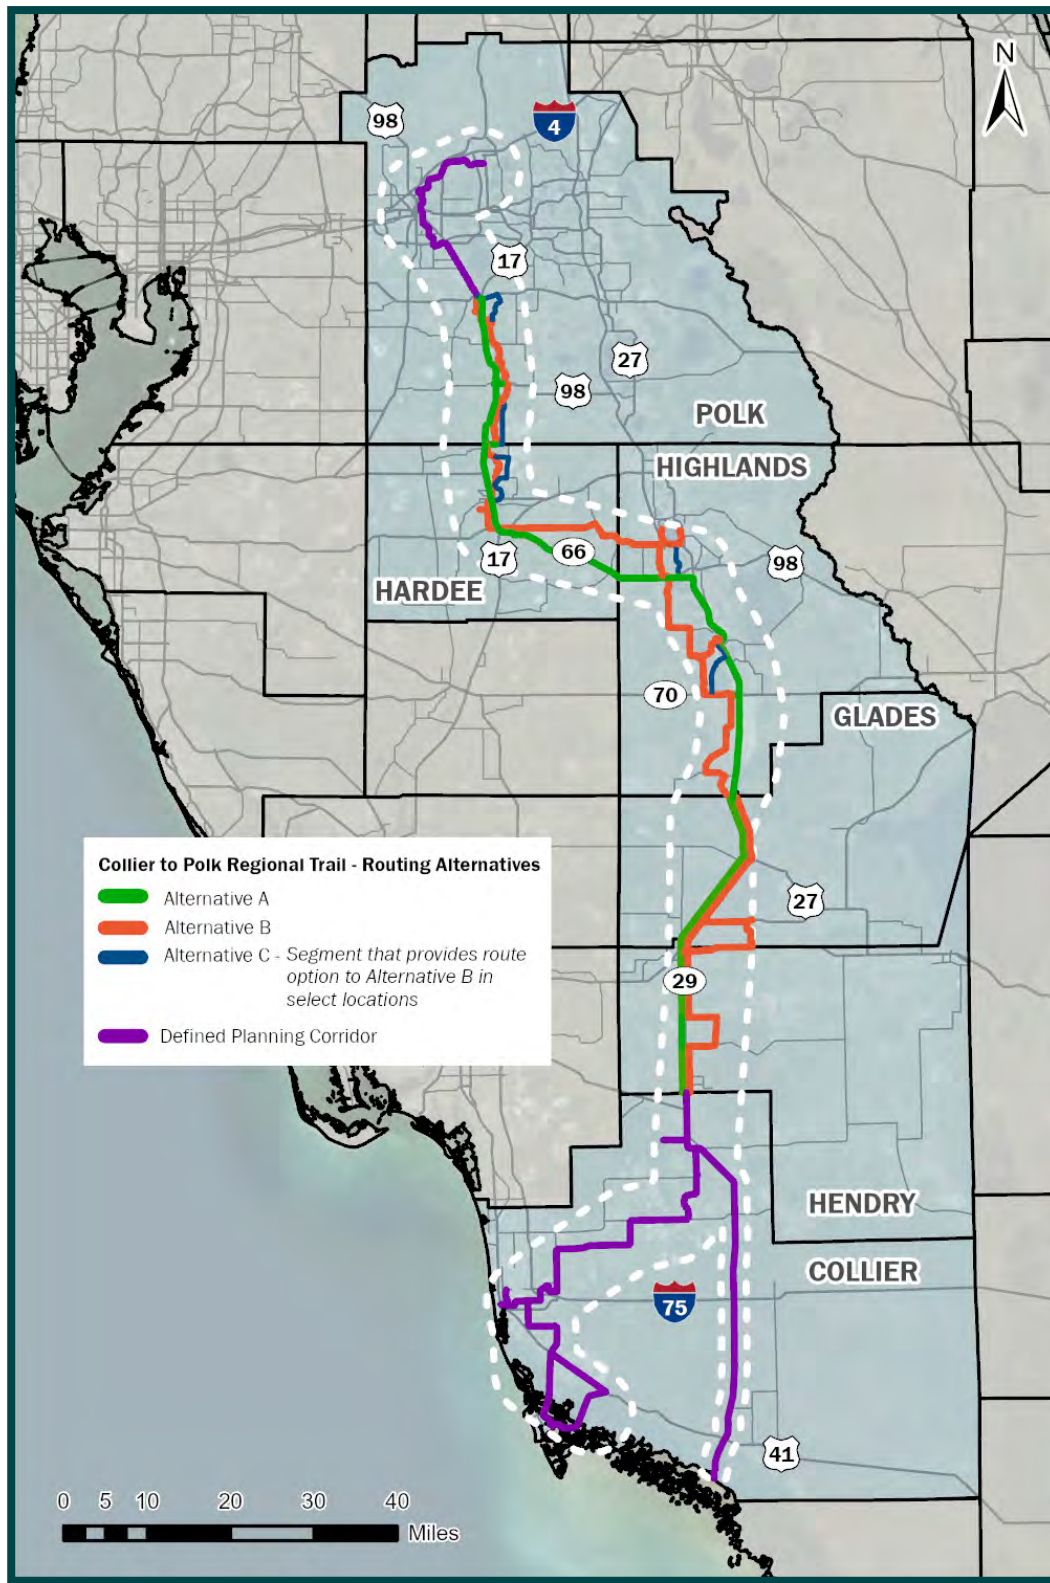 N
98
4
17
27
98
POLK
HIGHLANDS
66
98
17
HARDEE
70
GLADES
Collier to Polk Regional Trail - Routing Alternatives
Alternative A
Alternative B
Alternative C - Segment that provides route
option to Alternative B in
select locations
Defined Planning Corridor
27
29
HENDRY
COLLIER
75
41
0 5 10 20 30 40
Miles